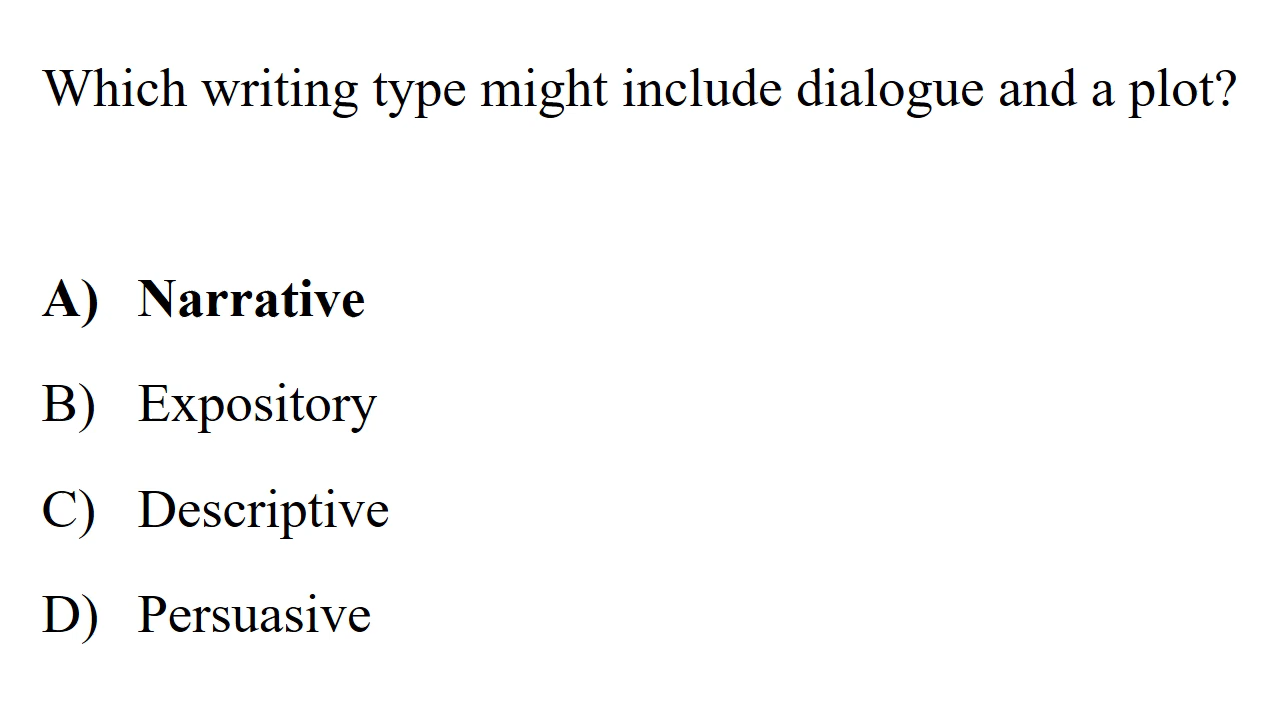 Which writing type might include dialogue and a plot?
A) Narrative
B) Expository
C) Descriptive
D) Persuasive